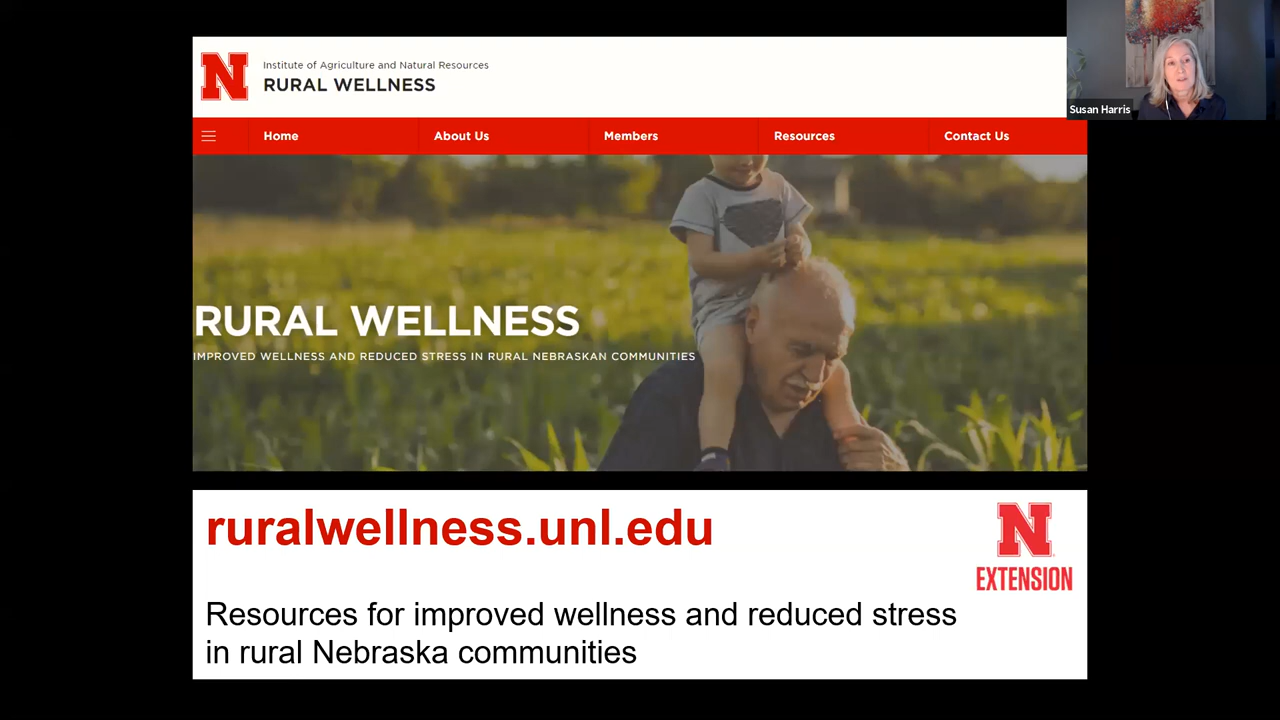 N
Institute of Agriculture and Natural Resources
RURAL WELLNESS
Susan Harris
Home
About Us
Members
Resources
Contact Us
RURAL WELLNESS
IMPROVED WELLNESS AND REDUCED STRESS IN RURAL NEBRASKAN COMMUNITIES
ruralwellness.unl.edu
N
EXTENSION
Resources for improved wellness and reduced stress
in rural Nebraska communities